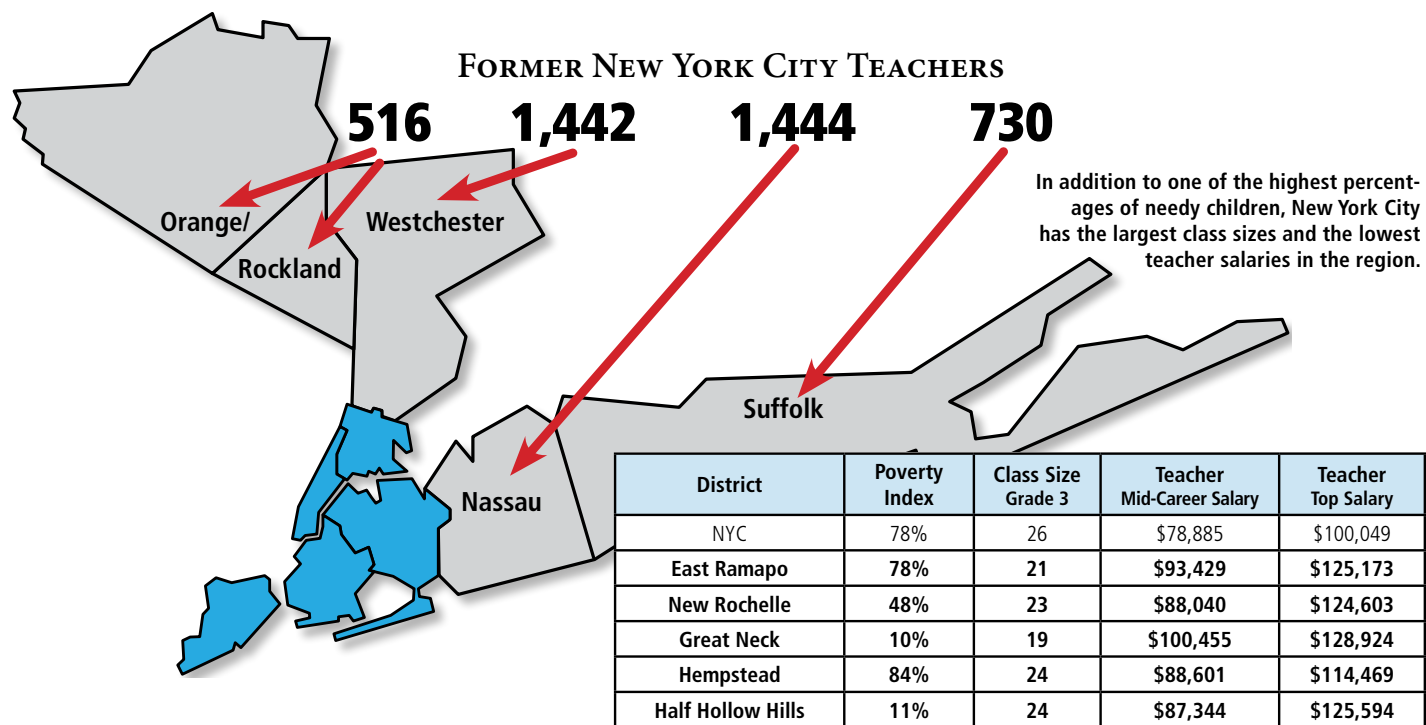 FORMER NEW YORK CITY TEACHERS
516 1,442 1,444 730
In addition to one of the highest percent-
ages of needy children, New York City
has the largest class sizes and the lowest
teacher salaries in the region.
Orange/
Rockland
Westchester
Nassau
Suffolk
District Poverty Index Class Size Grade 3 Teacher Mid-Career Salary Teacher Top Salary
NYC 78% 26 $78,885 $100,049
East Ramapo 78% 21 $93,429 $125,173
New Rochelle 48% 23 $88,040 $124,603
Great Neck 10% 19 $100,455 $128,924
Hempstead 84% 24 $88,601 $114,469
Half Hollow Hills 11% 24 $87,344 $125,594